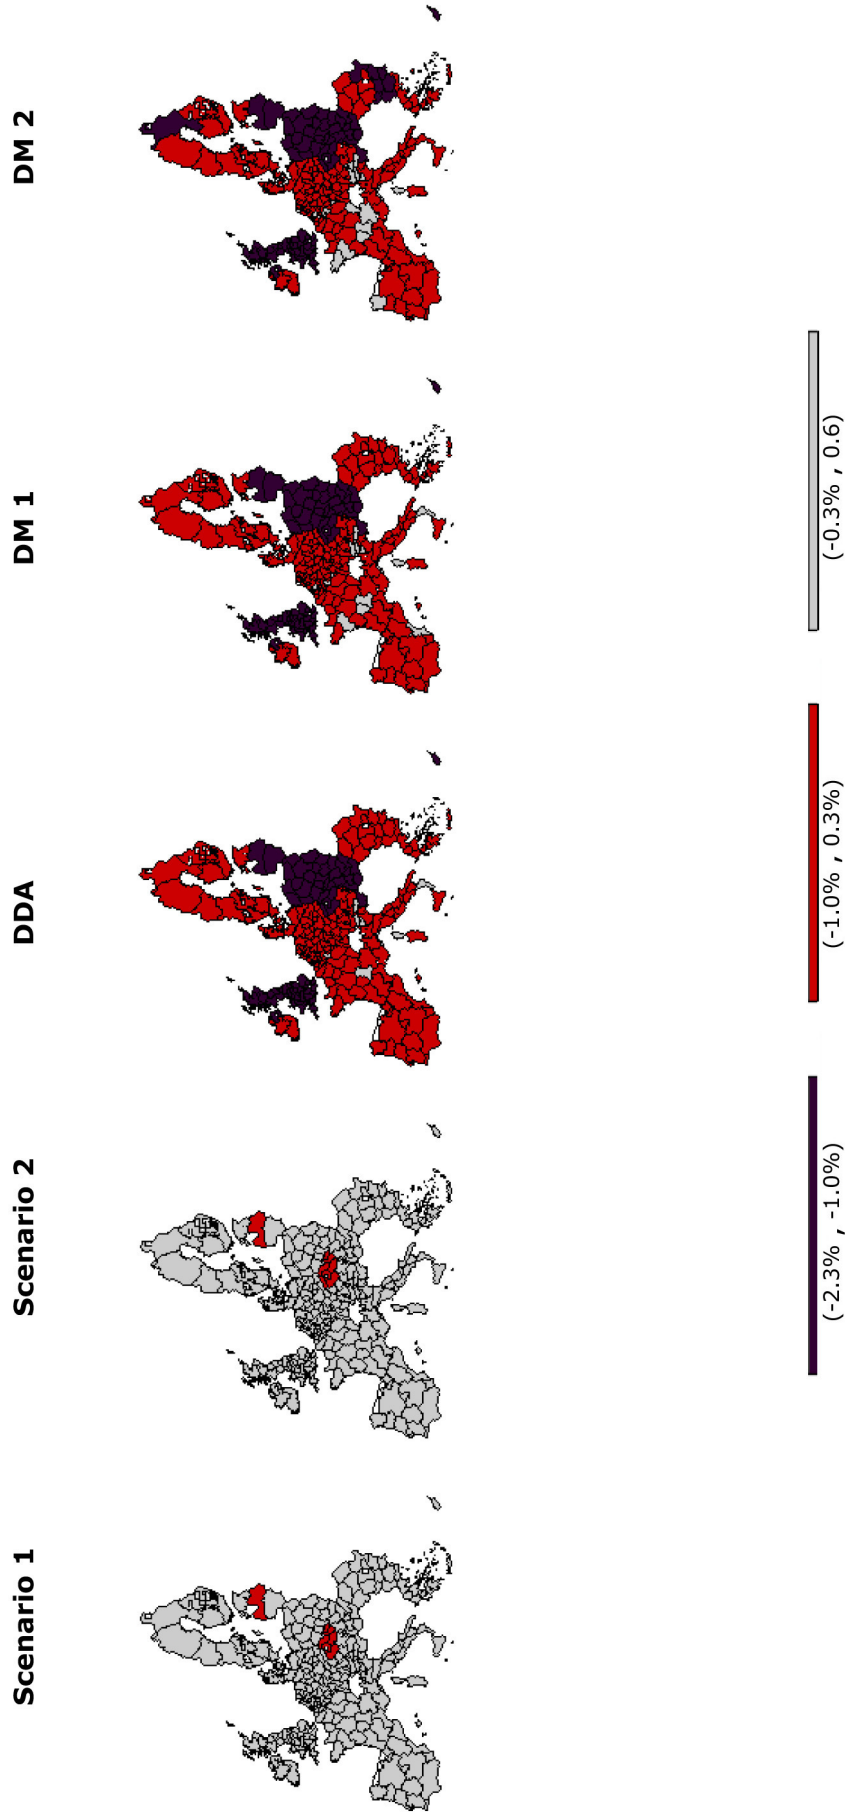 Scenario 1
Scenario 2
DDA
DM 1
DM 2
(-2.3% , -1.0%)
(-1.0% , 0.3%)
(-0.3% , 0.6)